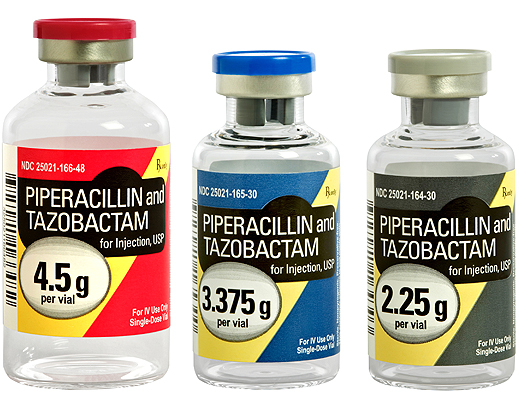 NDC 25021-166-48
Rx only
PIPERACILLIN and
TAZOBACTAM
for Injection, USP
4.5 g
per vial
For IV Use Only
Single-Dose Vial
NDC 25021-165-30
Rx only
PIPERACILLIN and
TAZOBACTAM
for Injection, USP
3.375 g
per vial
For IV Use Only
Single-Dose Vial
NDC 25021-164-30
Rx only
PIPERACILLIN and
TAZOBACTAM
for Injection, USP
2.25 g
per vial
For IV Use Only
Single-Dose Vial